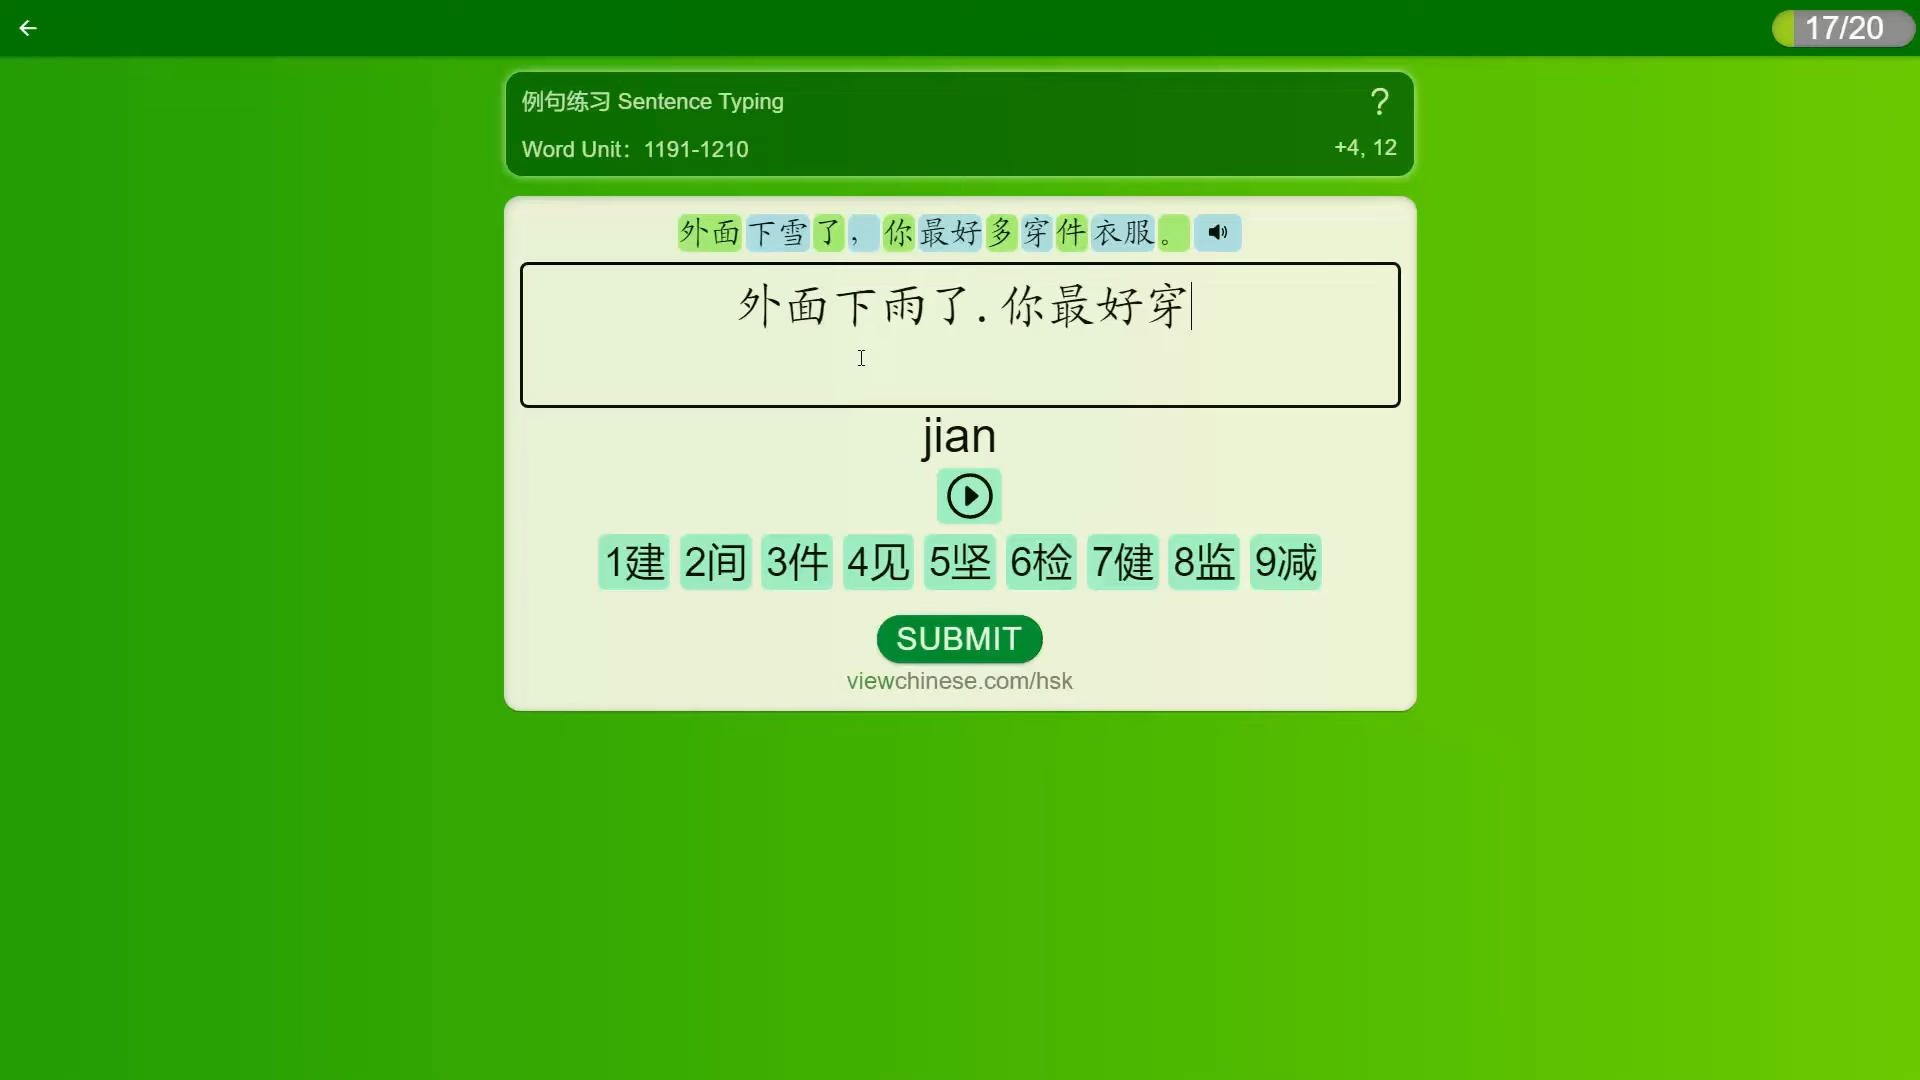 17/20
例句练习 Sentence Typing
?
Word Unit：1191-1210
+4, 12
外面下雪了，你最好多穿件衣服。
外面下雨了.你最好穿
jian
1建 2间 3件 4见 5坚 6检 7健 8监 9减
SUBMIT
viewchinese.com/hsk